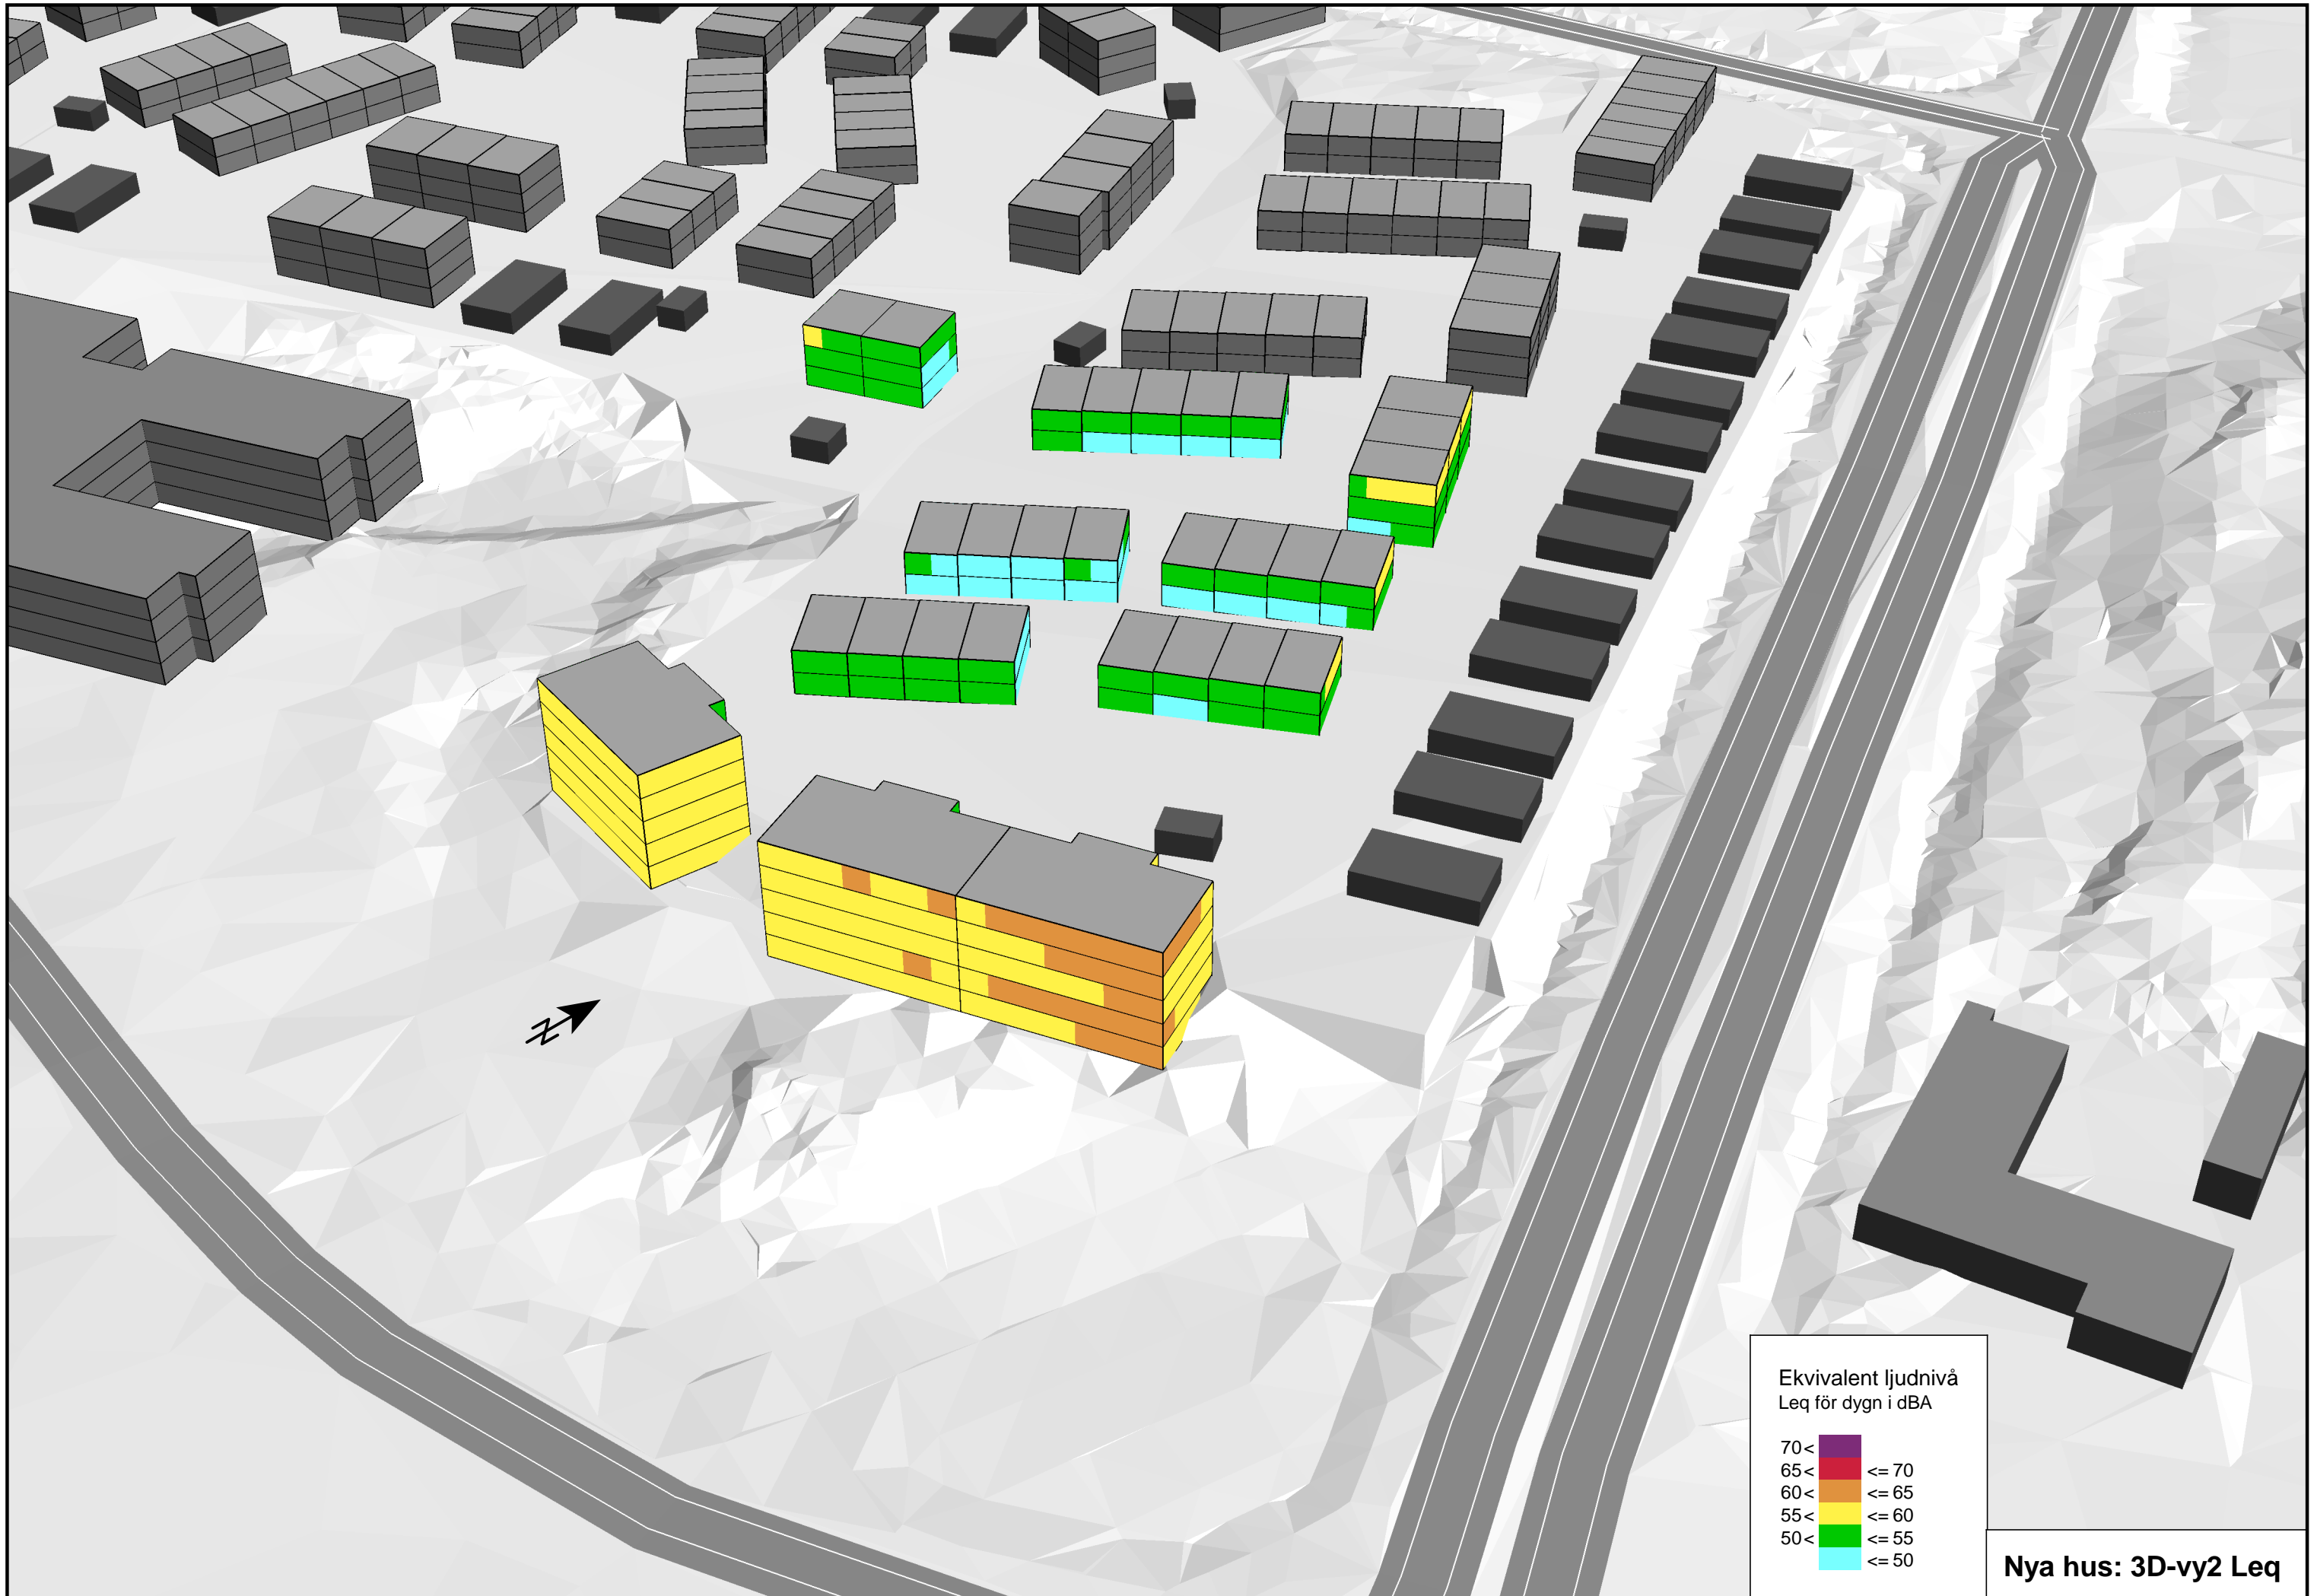 N
Ekvivalent ljudnivå
Leq för dygn i dBA
70<
65< <= 70
60< <= 65
55< <= 60
50< <= 55
<= 50
Nya hus: 3D-vy2 Leq